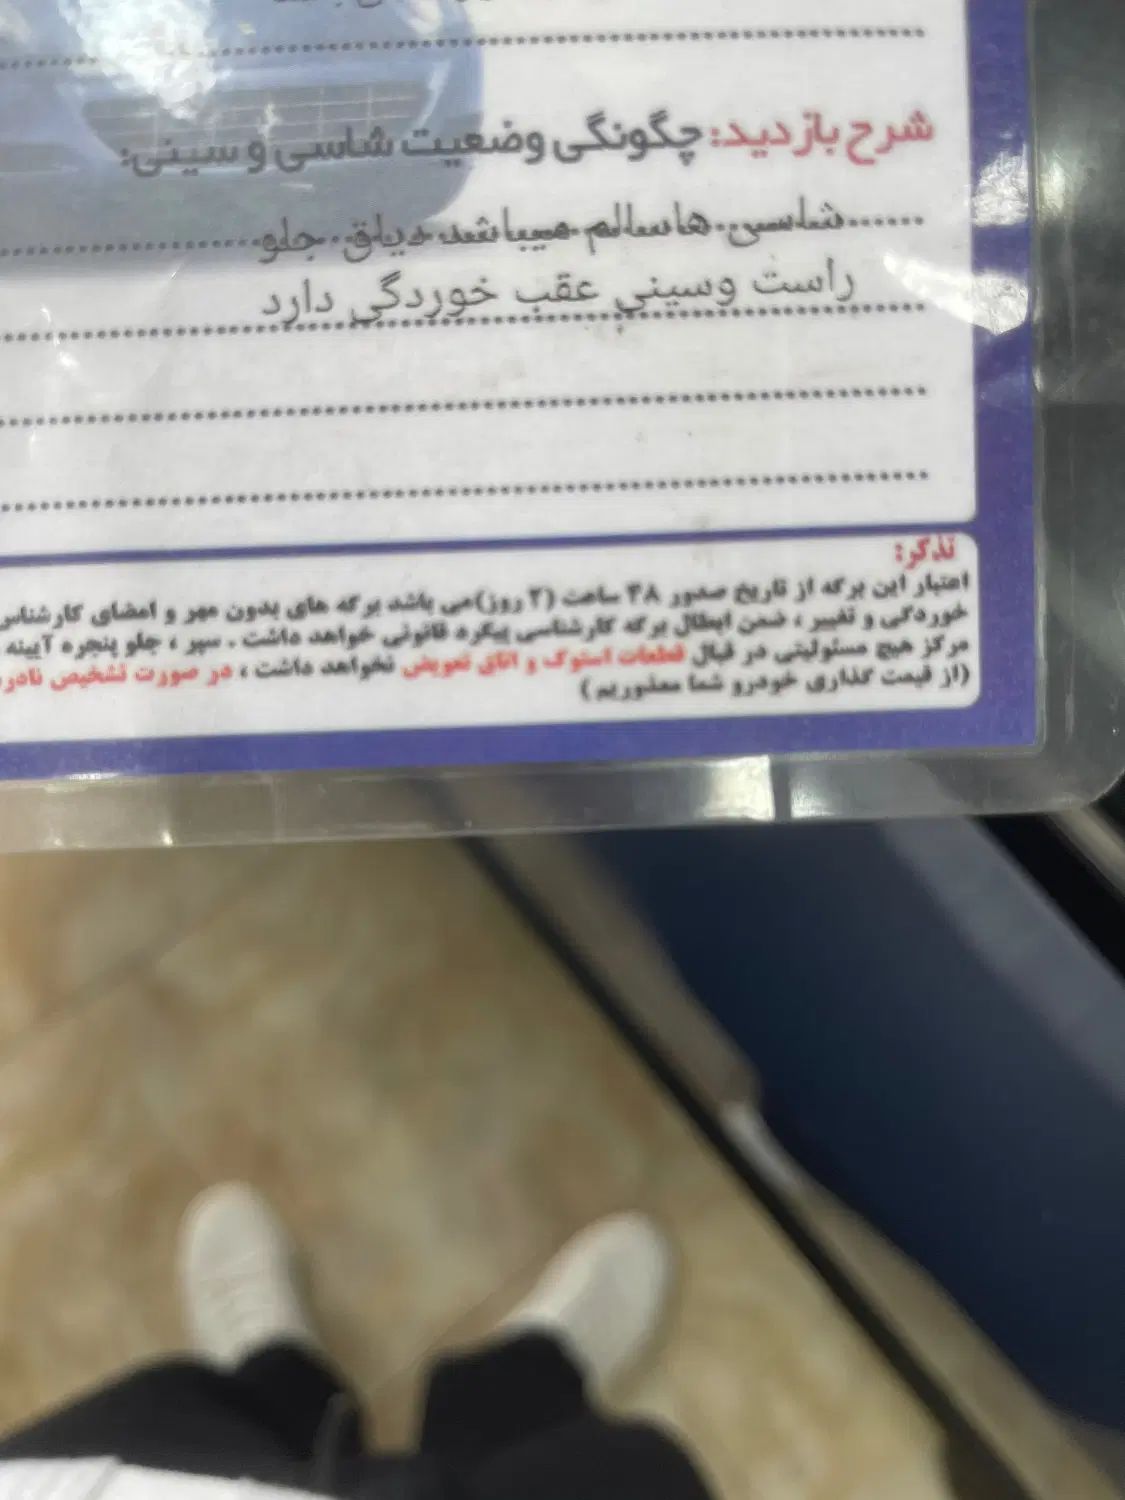 شرح بازدید: چگونگی وضعیت شاسی و سینی:
شاسی هاسالم میباشد دیاق جلو
راست وسینی عقب خوردگی دارد
تذکر:
اعتبار این برگه از تاریخ صدور ۴۸ ساعت (۲ روز)می باشد برگه های بدون مهر و امضای کارشناس
خوردگی و تغییر ، ضمن ابطال برگه کارشناسی پیگرد قانونی خواهد داشت . سپر ، جلو پنجره آیینه
مرکز هیچ مسئولیتی در قبال قطعات استوک و اتاق تعویض نخواهد داشت ، در صورت تشخیص نادر
(از قیمت گذاری خودرو شما معذوریم)